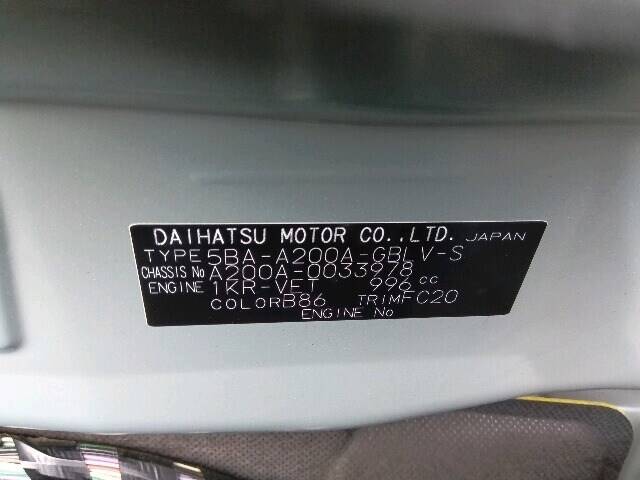 DAIHATSU MOTOR CO.,LTD. JAPAN
TYPE 5BA-A200A-GBLV-S
CHASSIS No A200A-0033978
ENGINE 1KR-VET 996 cc
COLOR B86 TRIM FC20
ENGINE No